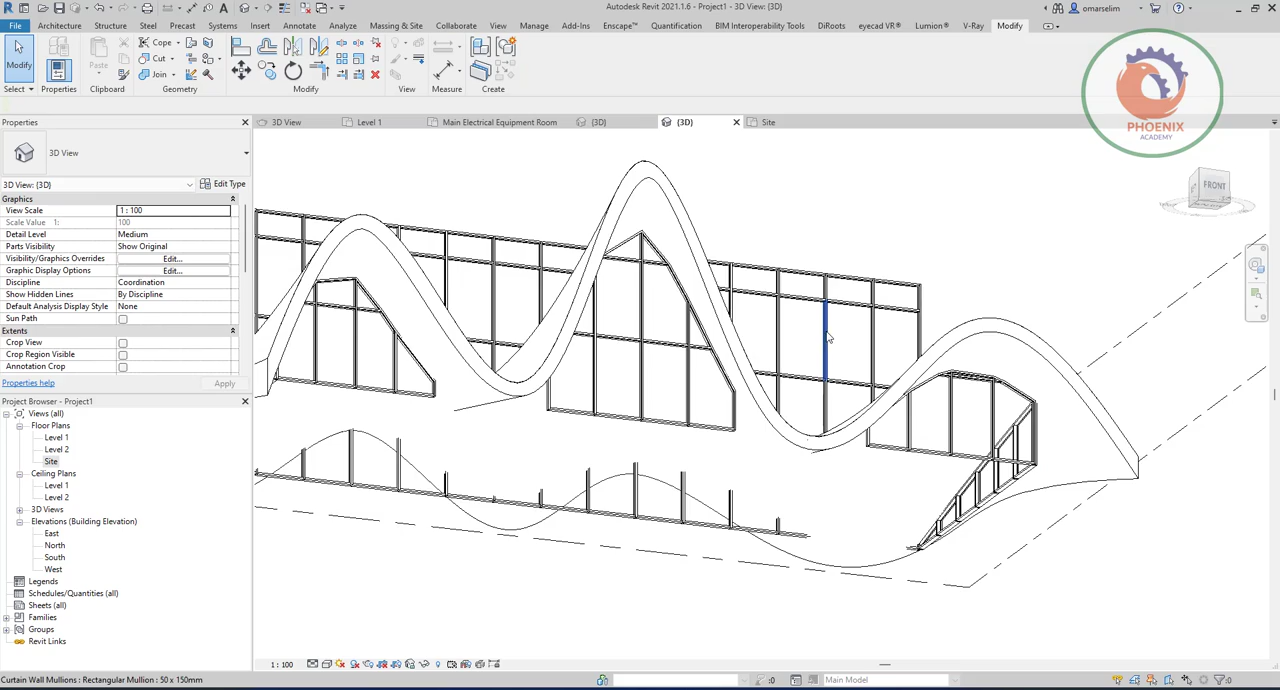 Autodesk Revit 2021.1.6 - Project1 - 3D View: {3D}
omarselim
File Architecture Structure Steel Precast Systems Insert Annotate Analyze Massing & Site Collaborate View Manage Add-Ins Enscape™ Quantification BIM Interoperability Tools DiRoots eyecad VR® Lumion® V-Ray Modify
Modify
Paste
Cope
Cut
Join
Select Properties Clipboard Geometry Modify View Measure Create
PHOENIX
ACADEMY
Properties
3D View Level 1 Main Electrical Equipment Room {3D} {3D} Site
3D View
3D View: {3D} Edit Type
Graphics
View Scale 1 : 100
Scale Value 1: 100
Detail Level Medium
Parts Visibility Show Original
Visibility/Graphics Overrides Edit...
Graphic Display Options Edit...
Discipline Coordination
Show Hidden Lines By Discipline
Default Analysis Display Style None
Sun Path
Extents
Crop View
Crop Region Visible
Annotation Crop
Properties help Apply
Project Browser - Project1
Views (all)
Floor Plans
Level 1
Level 2
Site
Ceiling Plans
Level 1
Level 2
3D Views
Elevations (Building Elevation)
East
North
South
West
Legends
Schedules/Quantities (all)
Sheets (all)
Families
Groups
Revit Links
FRONT
1 : 100
Curtain Wall Mullions : Rectangular Mullion : 50 x 150mm
:0
Main Model
:0